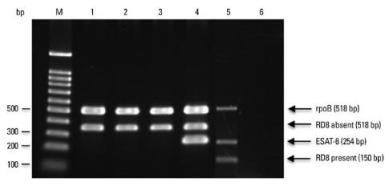 bp M 1 2 3 4 5 6
500
300
200
100
rpoB (518 bp)
RD8 absent (518 bp)
ESAT-6 (254 bp)
RD8 present (150 bp)